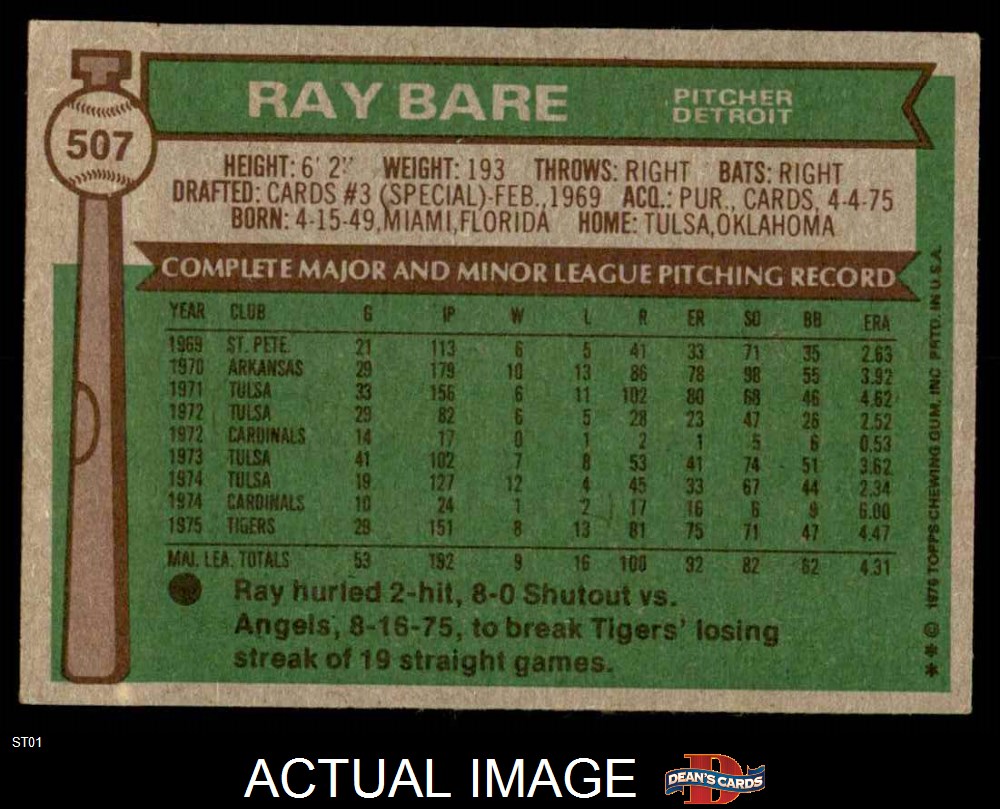 507
RAY BARE
PITCHER
DETROIT
HEIGHT: 6' 2" WEIGHT: 193 THROWS: RIGHT BATS: RIGHT
DRAFTED: CARDS #3 (SPECIAL)-FEB., 1969 ACQ.: PUR., CARDS, 4-4-75
BORN: 4-15-49, MIAMI, FLORIDA HOME: TULSA, OKLAHOMA
COMPLETE MAJOR AND MINOR LEAGUE PITCHING RECORD
YEAR CLUB G IP W L R ER SO BB ERA
1969 ST. PETE. 21 113 6 5 41 33 71 35 2.63
1970 ARKANSAS 29 179 10 13 86 78 98 55 3.92
1971 TULSA 33 156 6 11 102 80 68 46 4.62
1972 TULSA 29 82 6 5 28 23 47 26 2.52
1972 CARDINALS 14 17 0 1 2 1 5 6 0.53
1973 TULSA 41 102 7 8 53 41 74 51 3.62
1974 TULSA 19 127 12 4 45 33 67 44 2.34
1974 CARDINALS 10 24 1 2 17 16 6 9 6.00
1975 TIGERS 29 151 8 13 81 75 71 47 4.47
MAJ. LEA. TOTALS 53 192 9 16 100 92 82 62 4.31
Ray hurled 2-hit, 8-0 Shutout vs.
Angels, 8-16-75, to break Tigers' losing
streak of 19 straight games.
** © 1976 TOPPS CHEWING GUM, INC PRTD. IN U.S.A.
ST01
ACTUAL IMAGE
DEAN'S CARDS